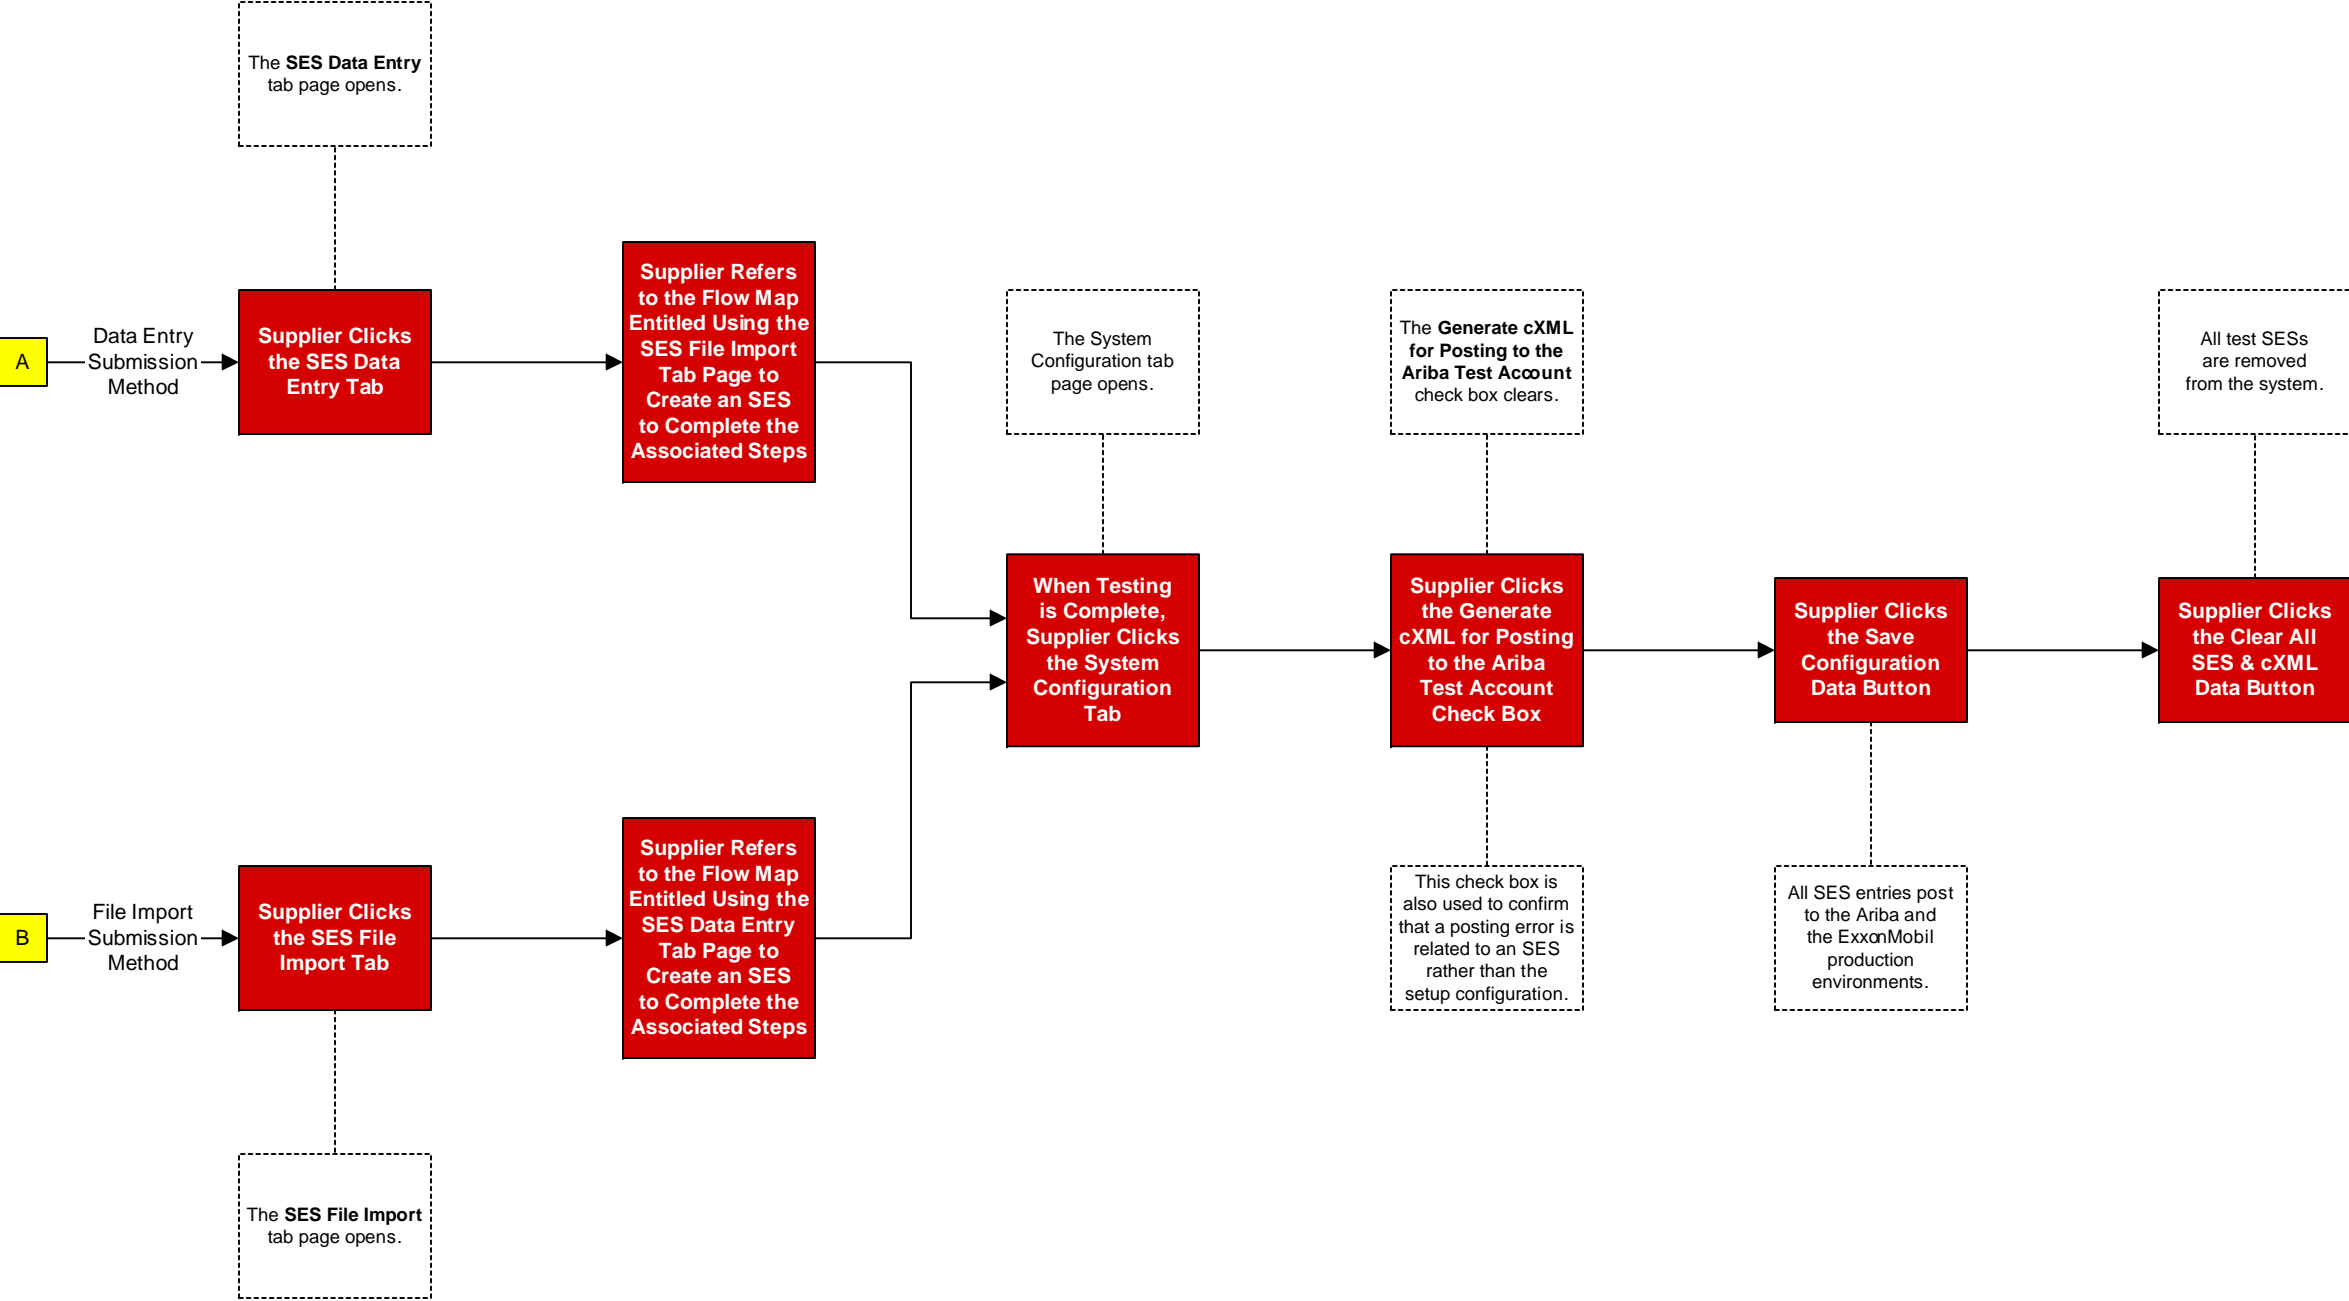 The SES Data Entry
tab page opens.
A
Data Entry
Submission
Method
Supplier Clicks
the SES Data
Entry Tab
Supplier Refers
to the Flow Map
Entitled Using the
SES File Import
Tab Page to
Create an SES
to Complete the
Associated Steps
The System
Configuration tab
page opens.
The Generate cXML
for Posting to the
Ariba Test Account
check box clears.
All test SESs
are removed
from the system.
When Testing
is Complete,
Supplier Clicks
the System
Configuration
Tab
Supplier Clicks
the Generate
cXML for Posting
to the Ariba
Test Account
Check Box
Supplier Clicks
the Save
Configuration
Data Button
Supplier Clicks
the Clear All
SES & cXML
Data Button
B
File Import
Submission
Method
Supplier Clicks
the SES File
Import Tab
Supplier Refers
to the Flow Map
Entitled Using the
SES Data Entry
Tab Page to
Create an SES
to Complete the
Associated Steps
This check box is
also used to confirm
that a posting error is
related to an SES
rather than the
setup configuration.
All SES entries post
to the Ariba and
the ExxonMobil
production
environments.
The SES File Import
tab page opens.